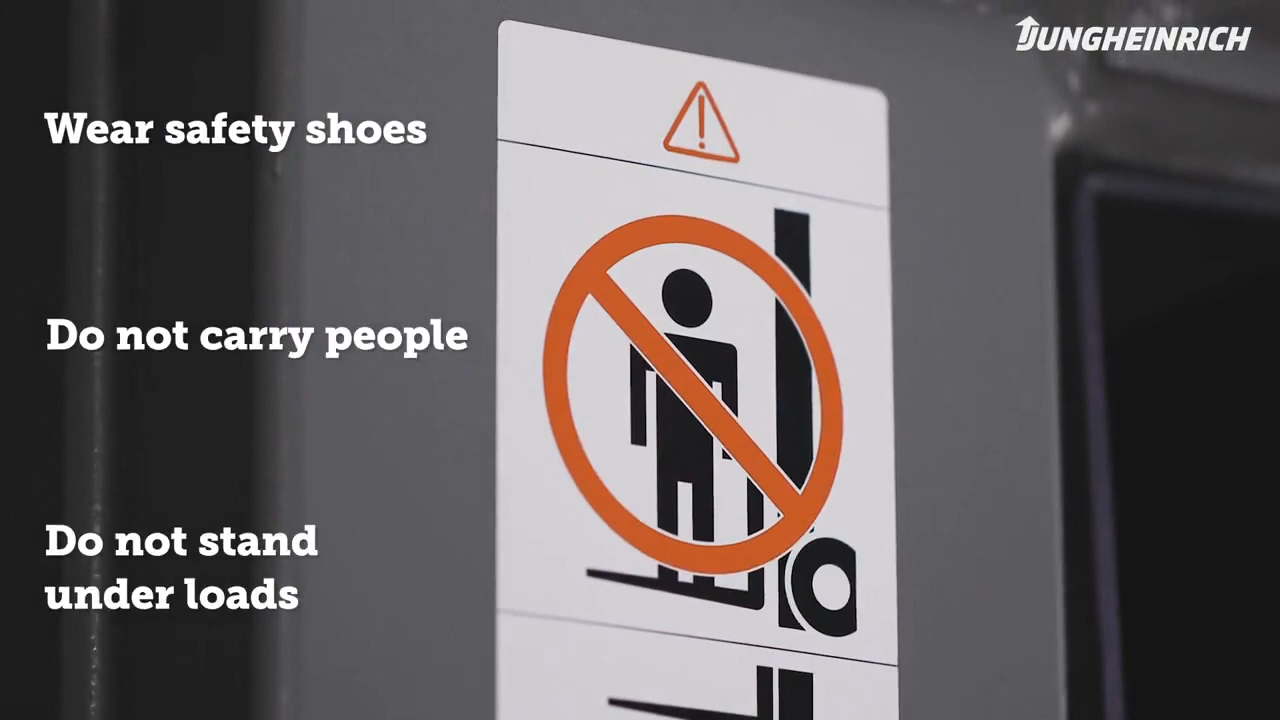 JUNGHEINRICH
Wear safety shoes
Do not carry people
Do not stand
under loads